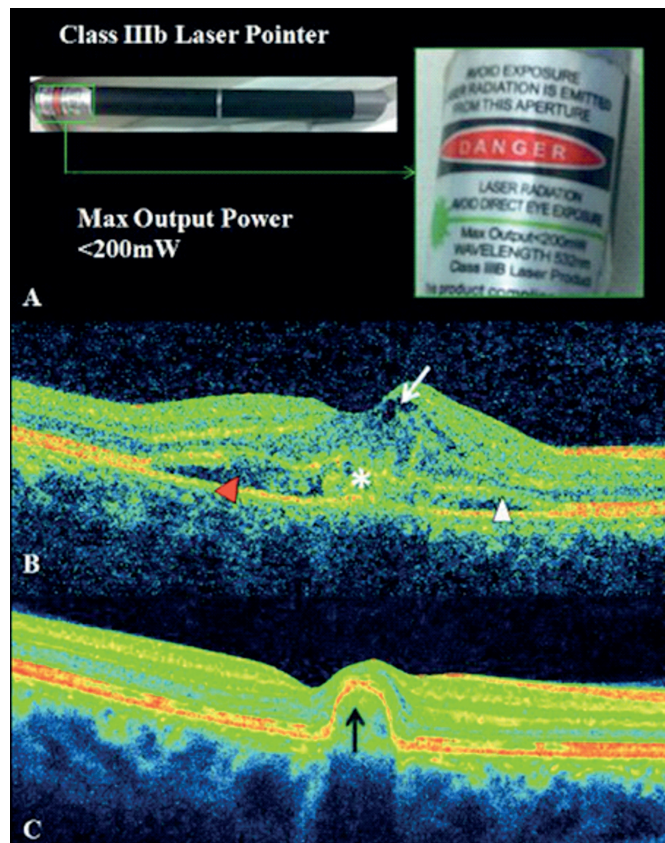 Class IIIb Laser Pointer
AVOID EXPOSURE
LASER RADIATION IS EMITTED
FROM THIS APERTURE
DANGER
LASER RADIATION
AVOID DIRECT EYE EXPOSURE
Max Output<200mW
WAVELENGTH 532nm
Class IIIB Laser Product
product
Max Output Power
<200mW
A
*
B
C